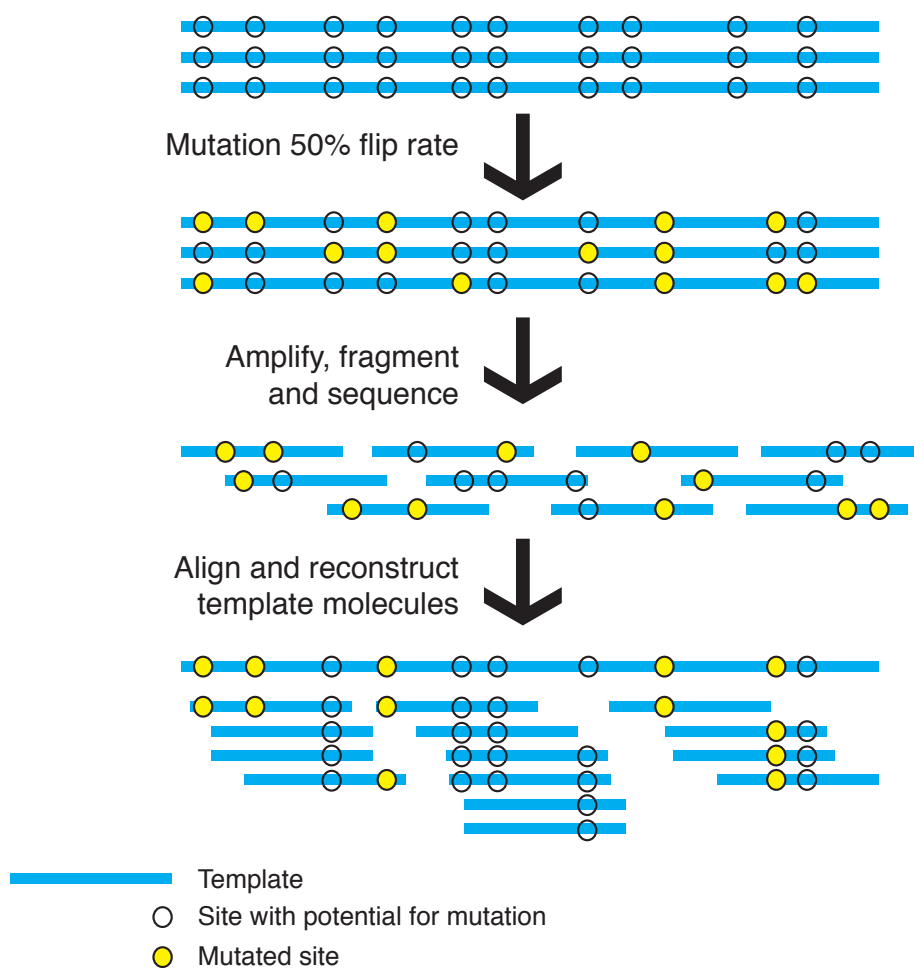 Mutation 50% flip rate
Amplify, fragment
and sequence
Align and reconstruct
template molecules
Template
Site with potential for mutation
Mutated site